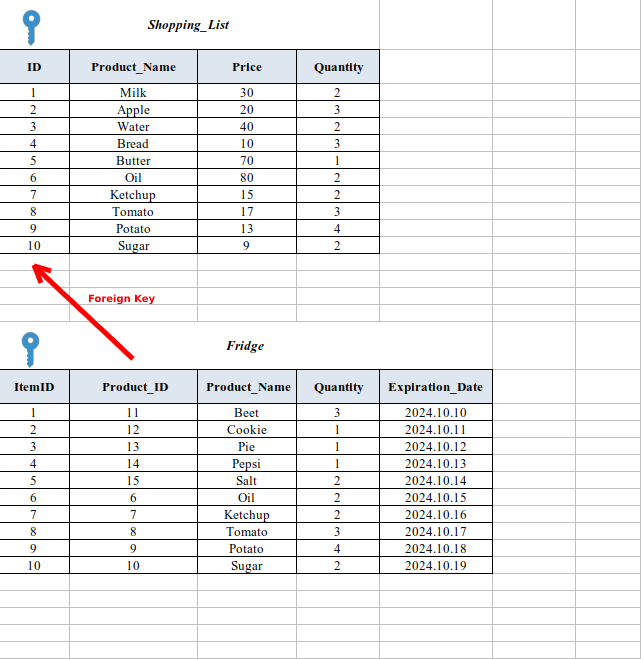 Shopping_List
ID Product_Name Price Quantity
1 Milk 30 2
2 Apple 20 3
3 Water 40 2
4 Bread 10 3
5 Butter 70 1
6 Oil 80 2
7 Ketchup 15 2
8 Tomato 17 3
9 Potato 13 4
10 Sugar 9 2
Foreign Key
Fridge
ItemID Product_ID Product_Name Quantity Expiration_Date
1 11 Beet 3 2024.10.10
2 12 Cookie 1 2024.10.11
3 13 Pie 1 2024.10.12
4 14 Pepsi 1 2024.10.13
5 15 Salt 2 2024.10.14
6 6 Oil 2 2024.10.15
7 7 Ketchup 2 2024.10.16
8 8 Tomato 3 2024.10.17
9 9 Potato 4 2024.10.18
10 10 Sugar 2 2024.10.19